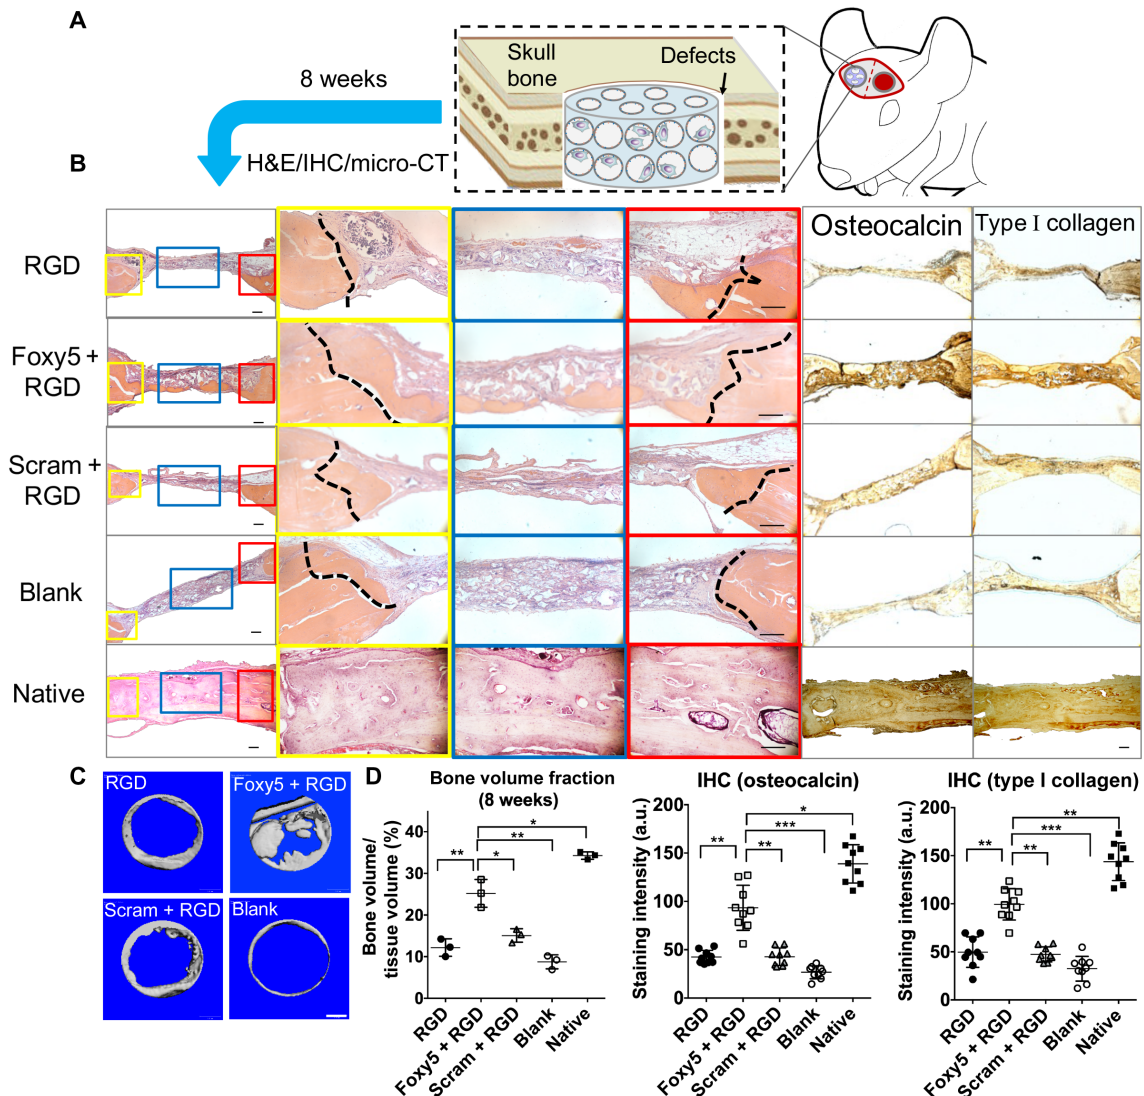 A
Skull
bone
Defects
8 weeks
H&E/IHC/micro-CT
B
Osteocalcin
Type I collagen
RGD
Foxy5 +
RGD
Scram +
RGD
Blank
Native
C
RGD
Foxy5 + RGD
Scram + RGD
Blank
D
Bone volume fraction
(8 weeks)
Bone volume/
tissue volume (%)
40
30
20
10
0
**
*
**
*
RGD
Foxy5 + RGD
Scram + RGD
Blank
Native
IHC (osteocalcin)
Staining intensity (a.u.)
200
150
100
50
0
**
**
***
*
RGD
Foxy5 + RGD
Scram + RGD
Blank
Native
IHC (type I collagen)
Staining intensity (a.u.)
200
150
100
50
0
**
**
***
**
RGD
Foxy5 + RGD
Scram + RGD
Blank
Native